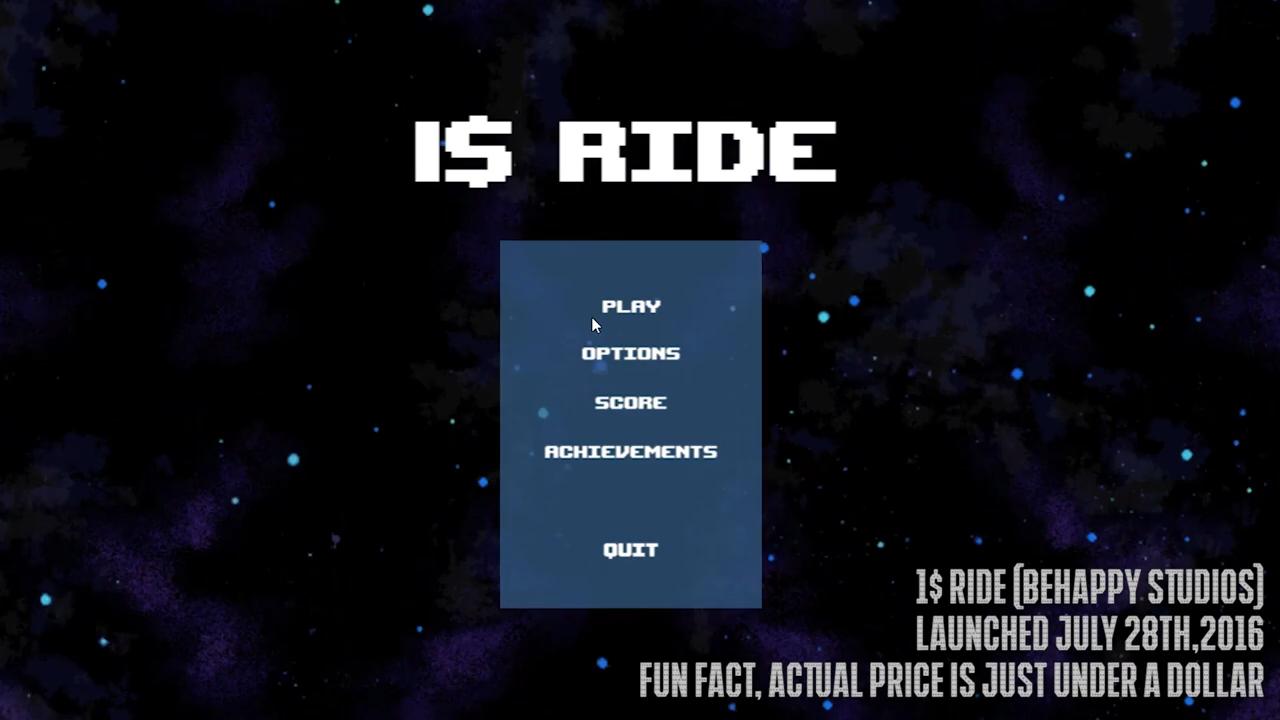 1$ RIDE
PLAY
OPTIONS
SCORE
ACHIEVEMENTS
QUIT
1$ RIDE (BEHAPPY STUDIOS)
LAUNCHED JULY 28TH,2016
FUN FACT, ACTUAL PRICE IS JUST UNDER A DOLLAR